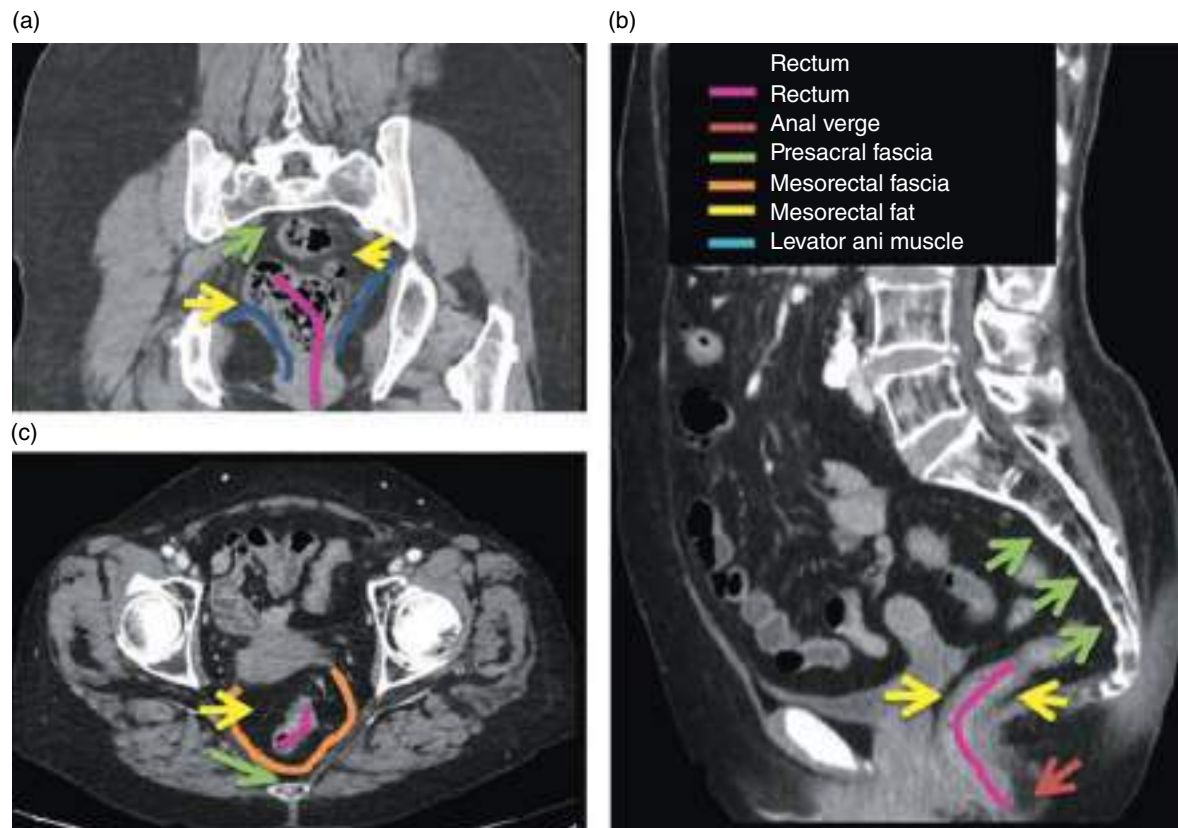 (a)
(b)
Rectum
Rectum
Anal verge
Presacral fascia
Mesorectal fascia
Mesorectal fat
Levator ani muscle
(c)